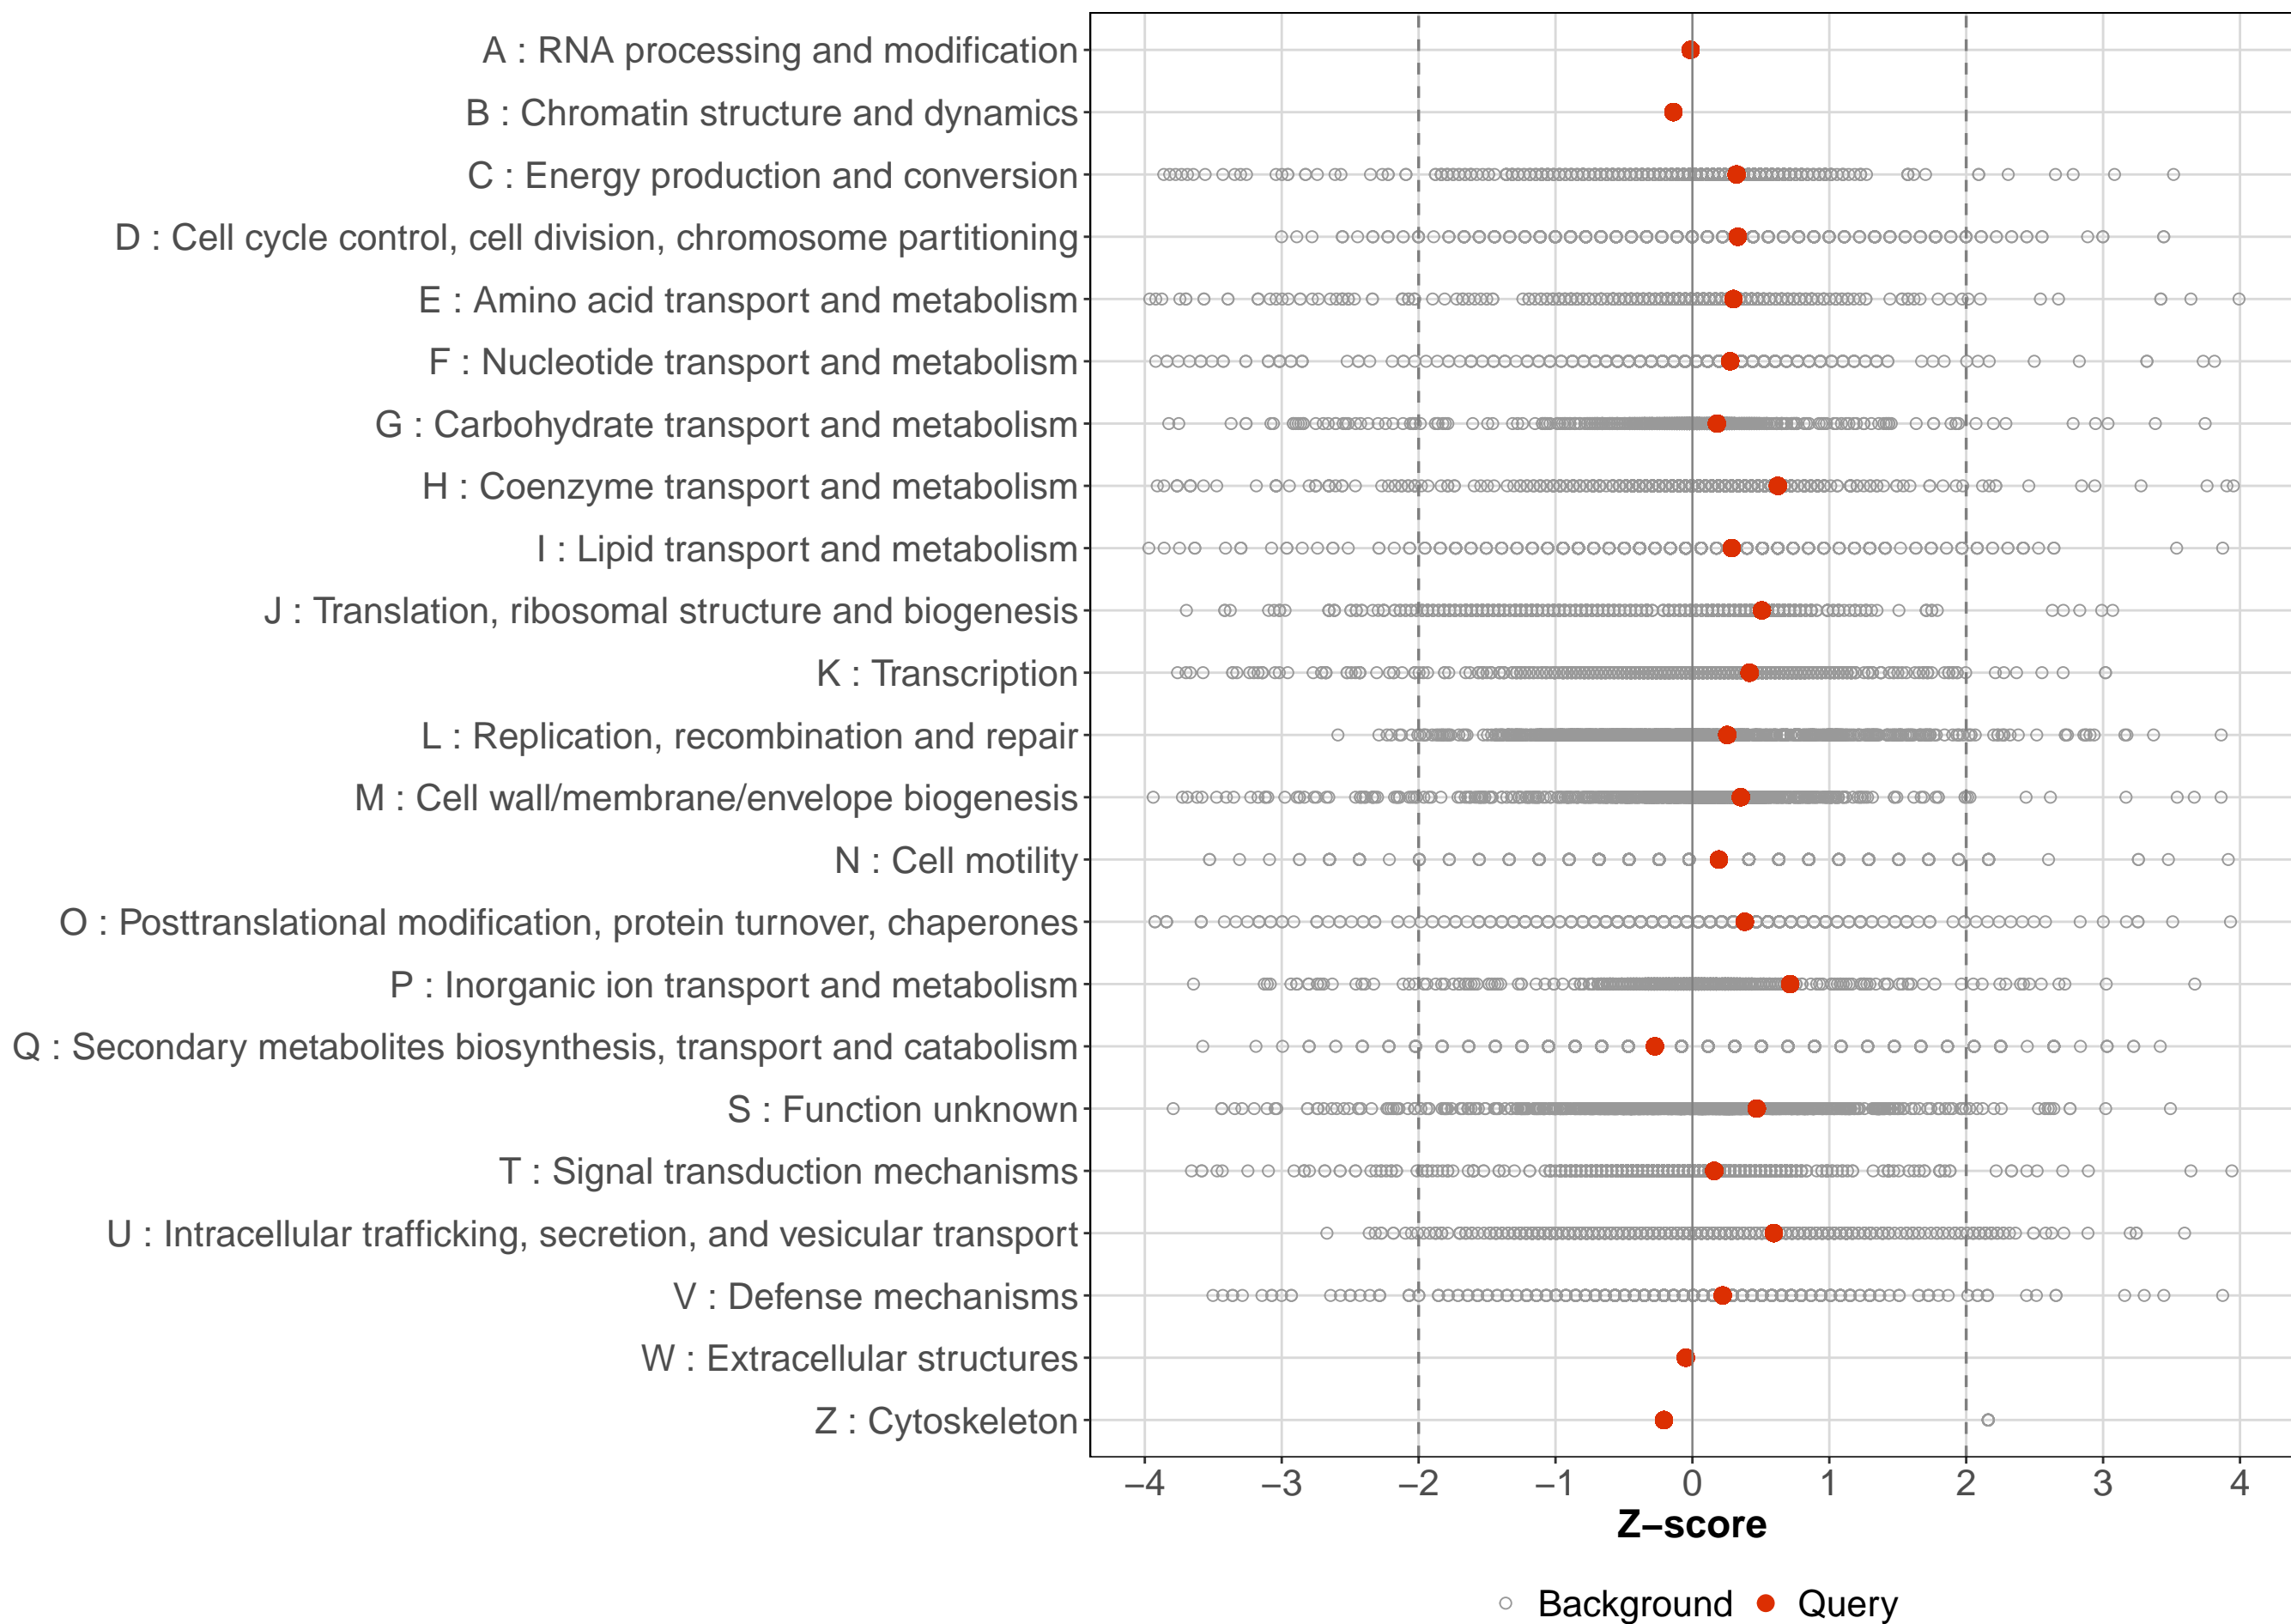 A : RNA processing and modification
B : Chromatin structure and dynamics
C : Energy production and conversion
D : Cell cycle control, cell division, chromosome partitioning
E : Amino acid transport and metabolism
F : Nucleotide transport and metabolism
G : Carbohydrate transport and metabolism
H : Coenzyme transport and metabolism
I : Lipid transport and metabolism
J : Translation, ribosomal structure and biogenesis
K : Transcription
L : Replication, recombination and repair
M : Cell wall/membrane/envelope biogenesis
N : Cell motility
O : Posttranslational modification, protein turnover, chaperones
P : Inorganic ion transport and metabolism
Q : Secondary metabolites biosynthesis, transport and catabolism
S : Function unknown
T : Signal transduction mechanisms
U : Intracellular trafficking, secretion, and vesicular transport
V : Defense mechanisms
W : Extracellular structures
Z : Cytoskeleton
−4 −3 −2 −1 0 1 2 3 4
Z−score
Background Query